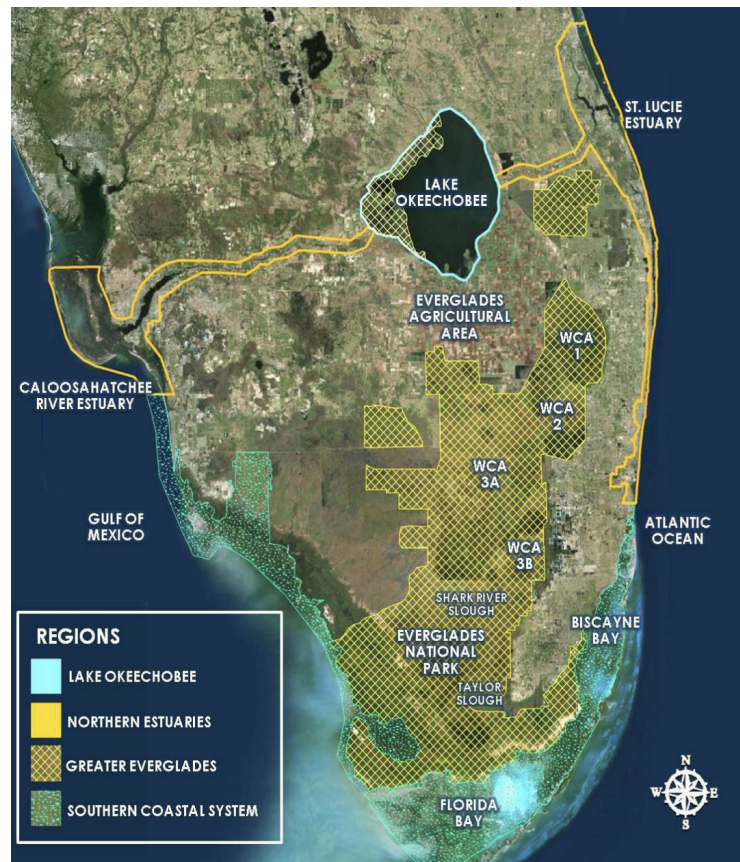 ST. LUCIE
ESTUARY
LAKE
OKEECHOBEE
EVERGLADES
AGRICULTURAL
AREA
WCA
1
CALOOSAHATCHEE
RIVER ESTUARY
WCA
2
WCA
3A
GULF OF
MEXICO
ATLANTIC
OCEAN
WCA
3B
SHARK RIVER
SLOUGH
BISCAYNE
BAY
EVERGLADES
NATIONAL
PARK
TAYLOR
SLOUGH
FLORIDA
BAY
REGIONS
LAKE OKEECHOBEE
NORTHERN ESTUARIES
GREATER EVERGLADES
SOUTHERN COASTAL SYSTEM
N
W E
S